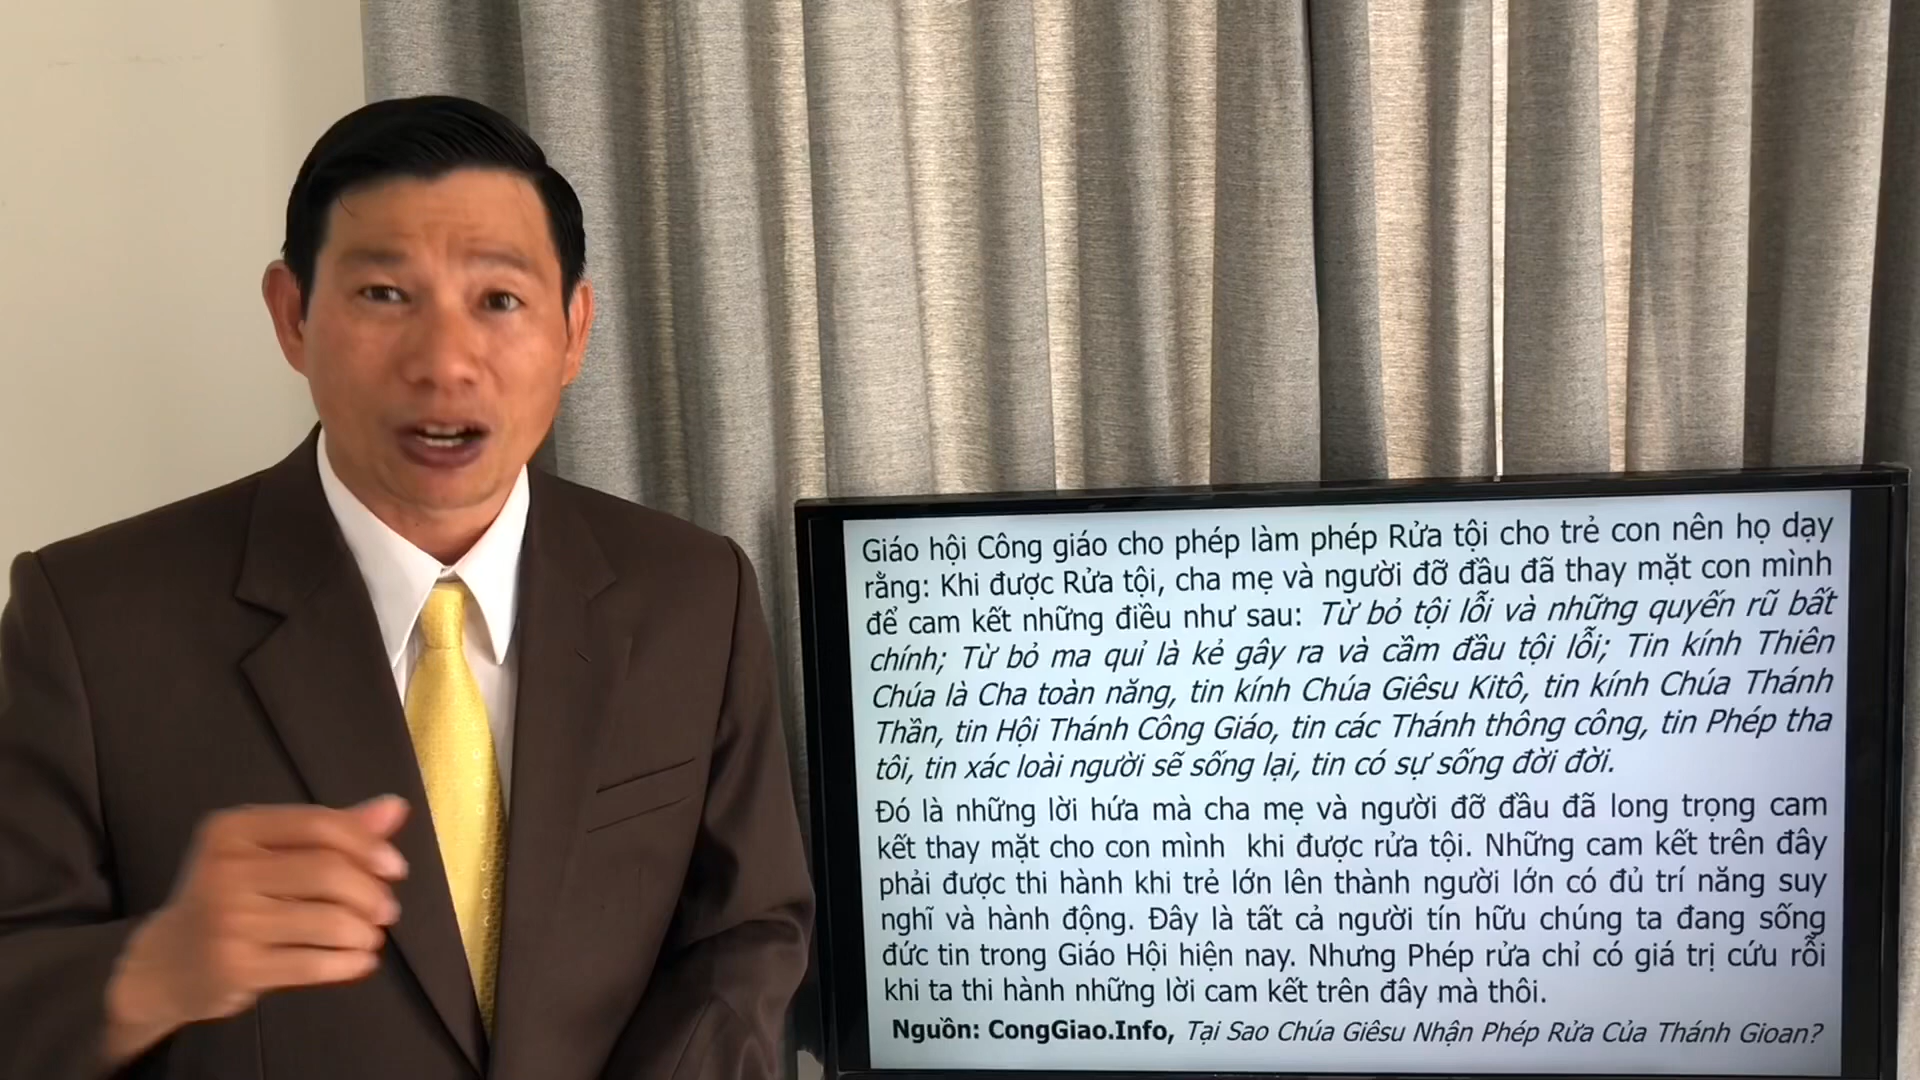 Giáo hội Công giáo cho phép làm phép Rửa tội cho trẻ con nên họ dạy
rằng: Khi được Rửa tội, cha mẹ và người đỡ đầu đã thay mặt con mình
để cam kết những điều như sau: Từ bỏ tội lỗi và những quyến rũ bất
chính; Từ bỏ ma quỉ là kẻ gây ra và cầm đầu tội lỗi; Tin kính Thiên
Chúa là Cha toàn năng, tin kính Chúa Giêsu Kitô, tin kính Chúa Thánh
Thần, tin Hội Thánh Công Giáo, tin các Thánh thông công, tin Phép tha
tôi, tin xác loài người sẽ sống lại, tin có sự sống đời đời.
Đó là những lời hứa mà cha mẹ và người đỡ đầu đã long trọng cam
kết thay mặt cho con mình khi được rửa tội. Những cam kết trên đây
phải được thi hành khi trẻ lớn lên thành người lớn có đủ trí năng suy
nghĩ và hành động. Đây là tất cả người tín hữu chúng ta đang sống
đức tin trong Giáo Hội hiện nay. Nhưng Phép rửa chỉ có giá trị cứu rỗi
khi ta thi hành những lời cam kết trên đây mà thôi.
Nguồn: CongGiao.Info, Tại Sao Chúa Giêsu Nhận Phép Rửa Của Thánh Gioan?